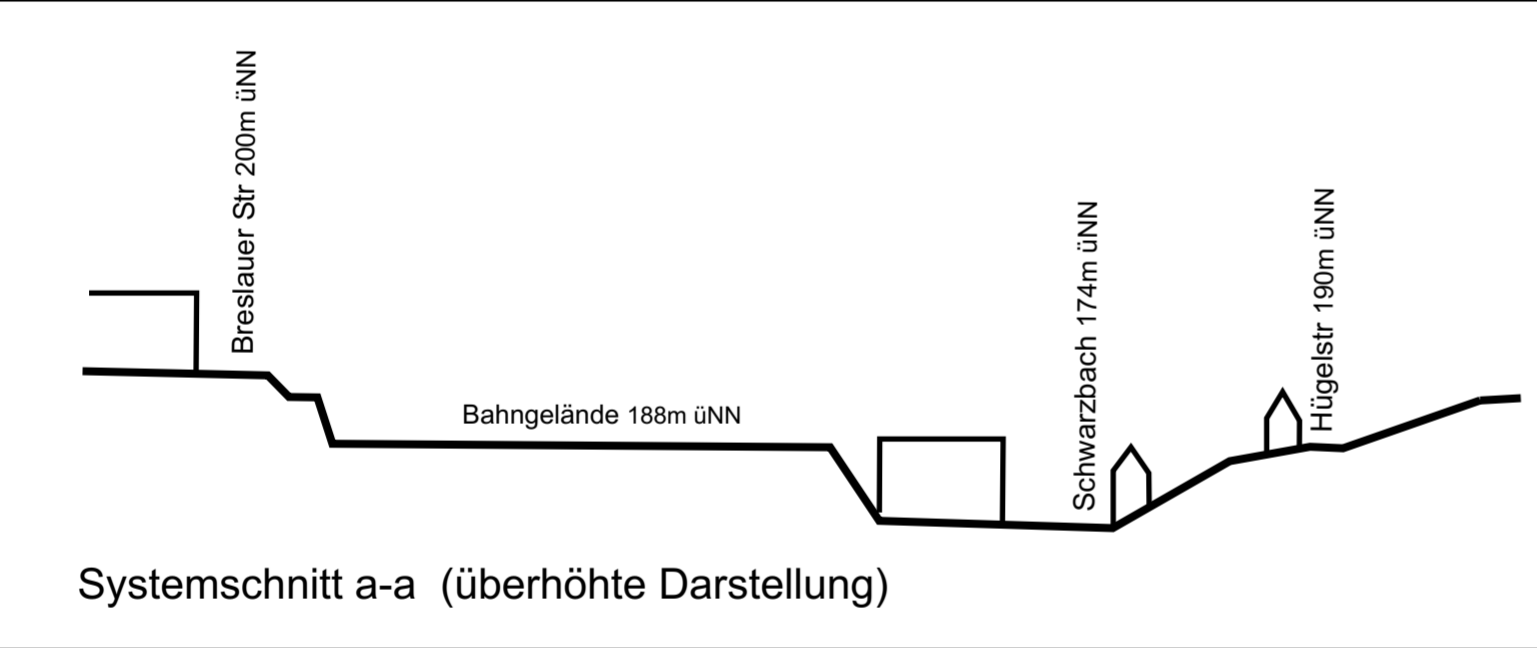 Breslauer Str 200m üNN
Bahngelände 188m üNN
Schwarzbach 174m üNN
Hügelstr 190m üNN
Systemschnitt a-a (überhöhte Darstellung)